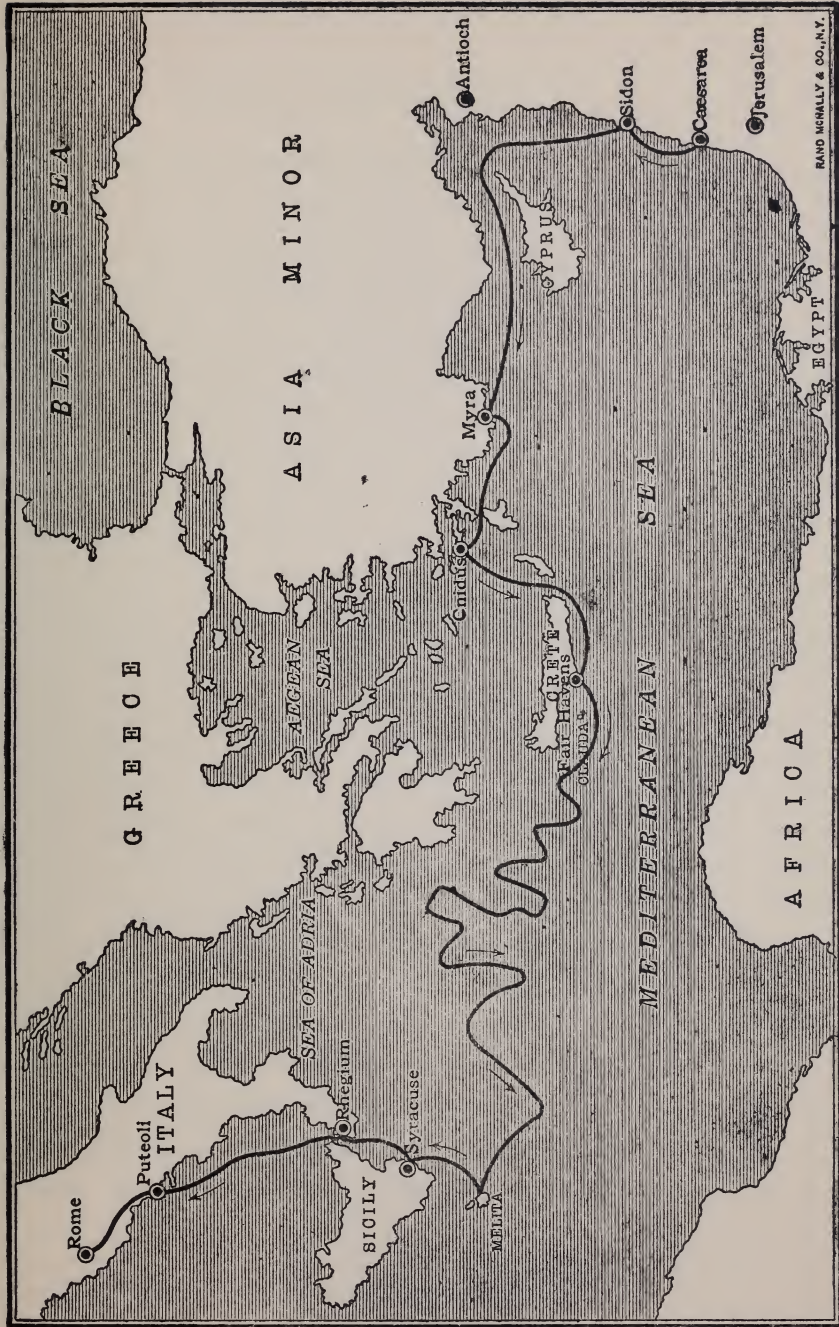 BLACK SEA
GREECE
ASIA MINOR
ITALY
Rome
Puteoli
SEA OF ADRIA
AEGEAN
SEA
Rhegium
SICILY
Syracuse
MELITA
Cnidus
Myra
Antioch
CRETE
Fair Havens
CYPRUS
Sidon
Caesarea
Jerusalem
MEDITERRANEAN SEA
AFRICA
EGYPT
RAND MCNALLY & CO., N.Y.